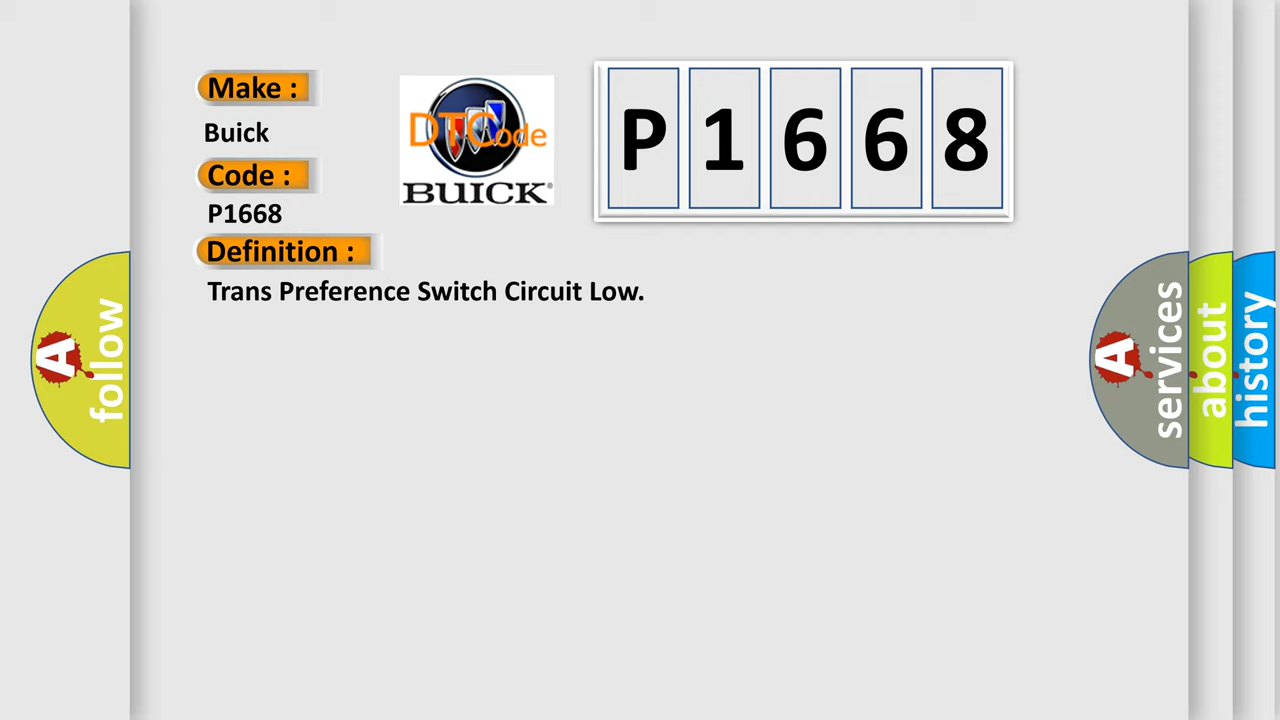 Make :
Buick
Code :
P1668
Definition :
Trans Preference Switch Circuit Low.
DTCode
BUICK®
P 1 6 6 8
A follow
A services
about
history